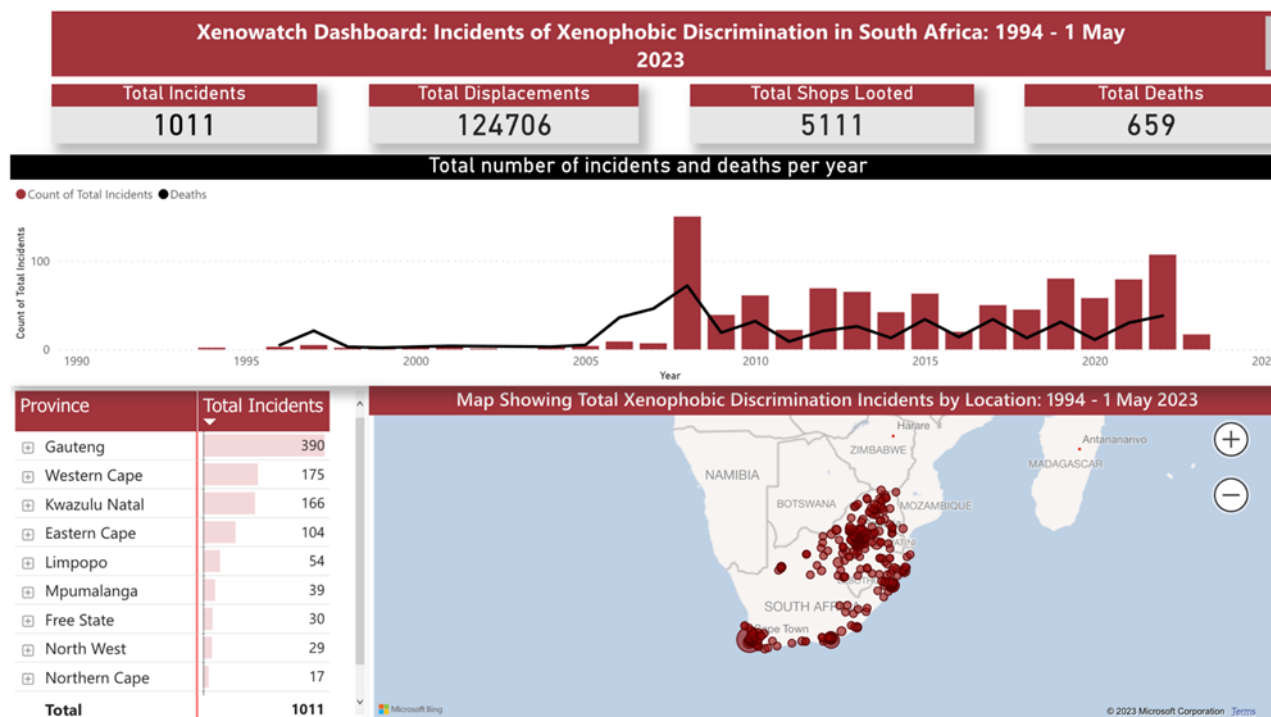 Xenowatch Dashboard: Incidents of Xenophobic Discrimination in South Africa: 1994 - 1 May
2023
Total Incidents
1011
Total Displacements
124706
Total Shops Looted
5111
Total Deaths
659
Total number of incidents and deaths per year
Count of Total Incidents
Deaths
Count of Total Incidents
100
0
1990
1995
2000
2005
2010
2015
2020
Year
Province Total Incidents
Gauteng 390
Western Cape 175
Kwazulu Natal 166
Eastern Cape 104
Limpopo 54
Mpumalanga 39
Free State 30
North West 29
Northern Cape 17
Total 1011
Map Showing Total Xenophobic Discrimination Incidents by Location: 1994 - 1 May 2023
Harare
ZIMBABWE
Antananarivo
MADAGASCAR
NAMIBIA
BOTSWANA
MOZAMBIQUE
SOUTH
Cape Town
Microsoft Bing
© 2023 Microsoft Corporation Terms